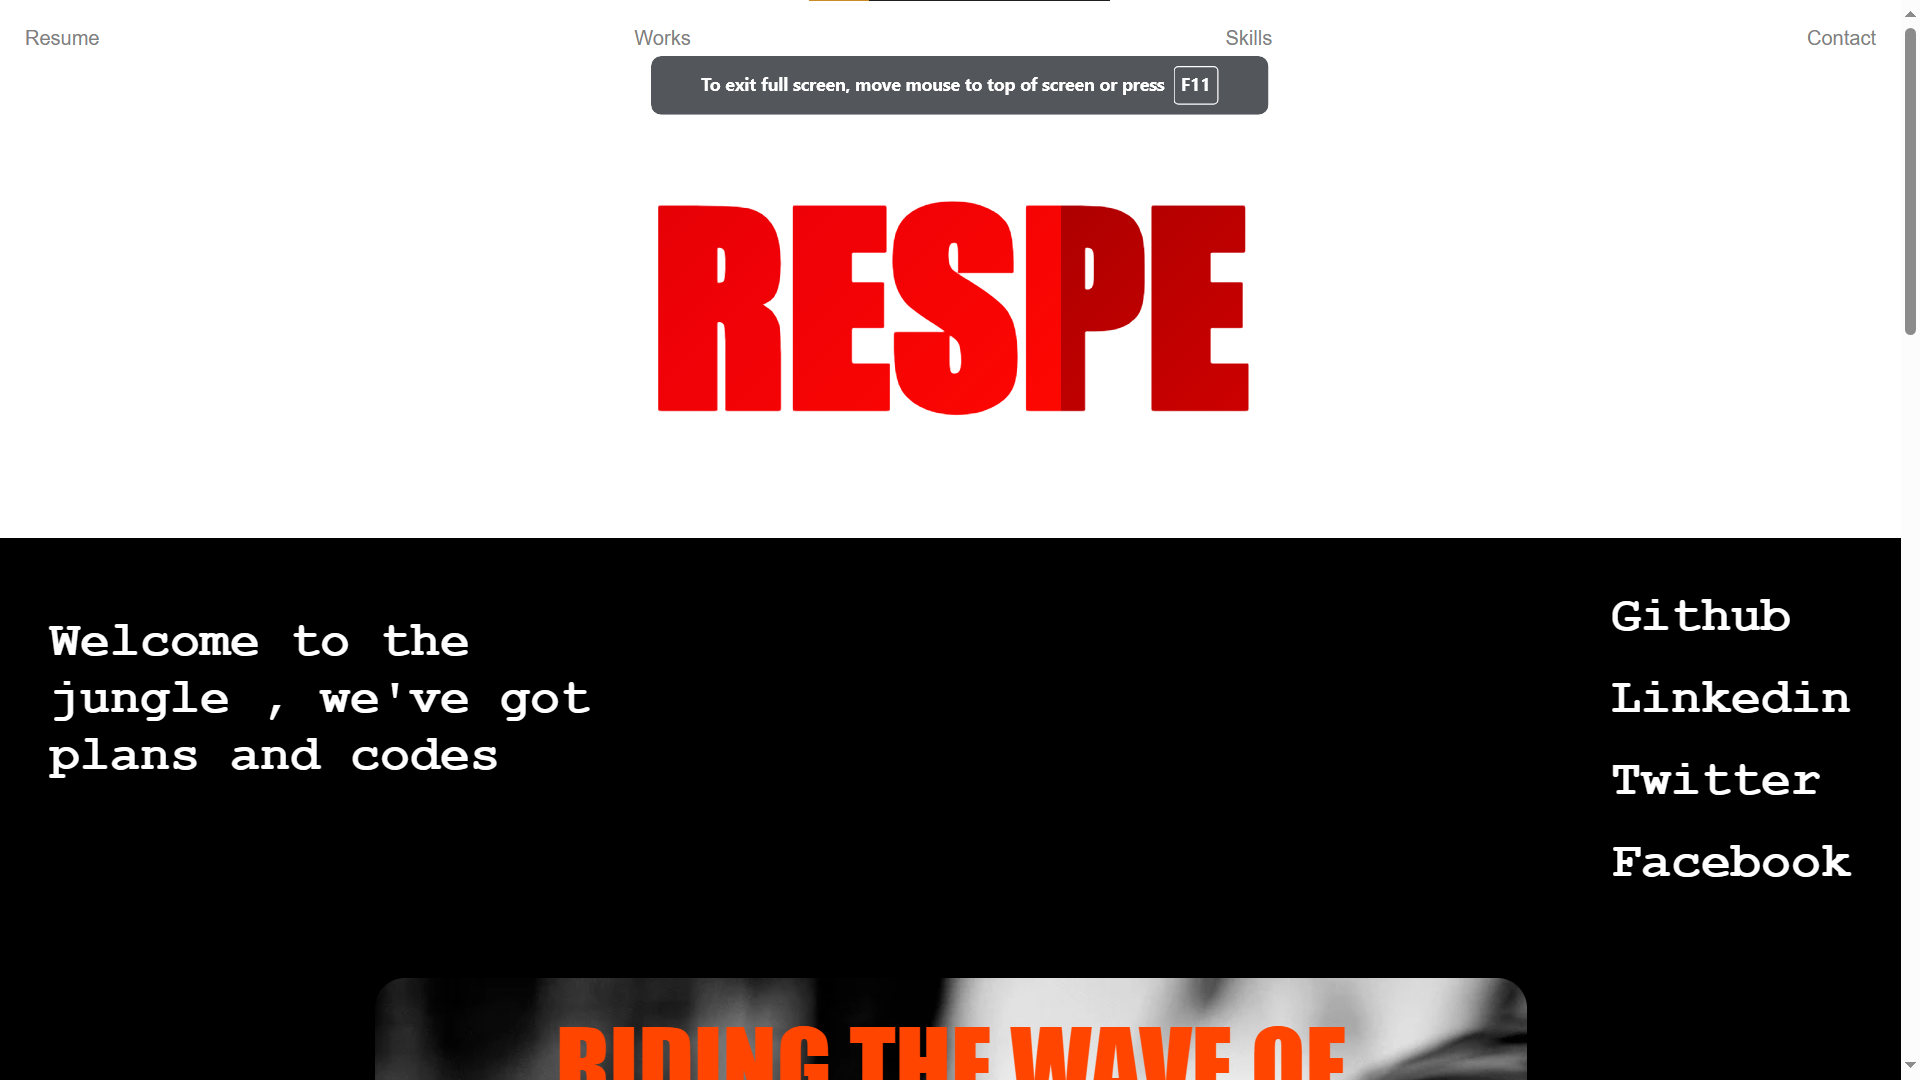 Resume Works Skills Contact
To exit full screen, move mouse to top of screen or press F11
RESPE
Welcome to the
jungle , we've got
plans and codes
Github
Linkedin
Twitter
Facebook
RIDING THE WAVE OF